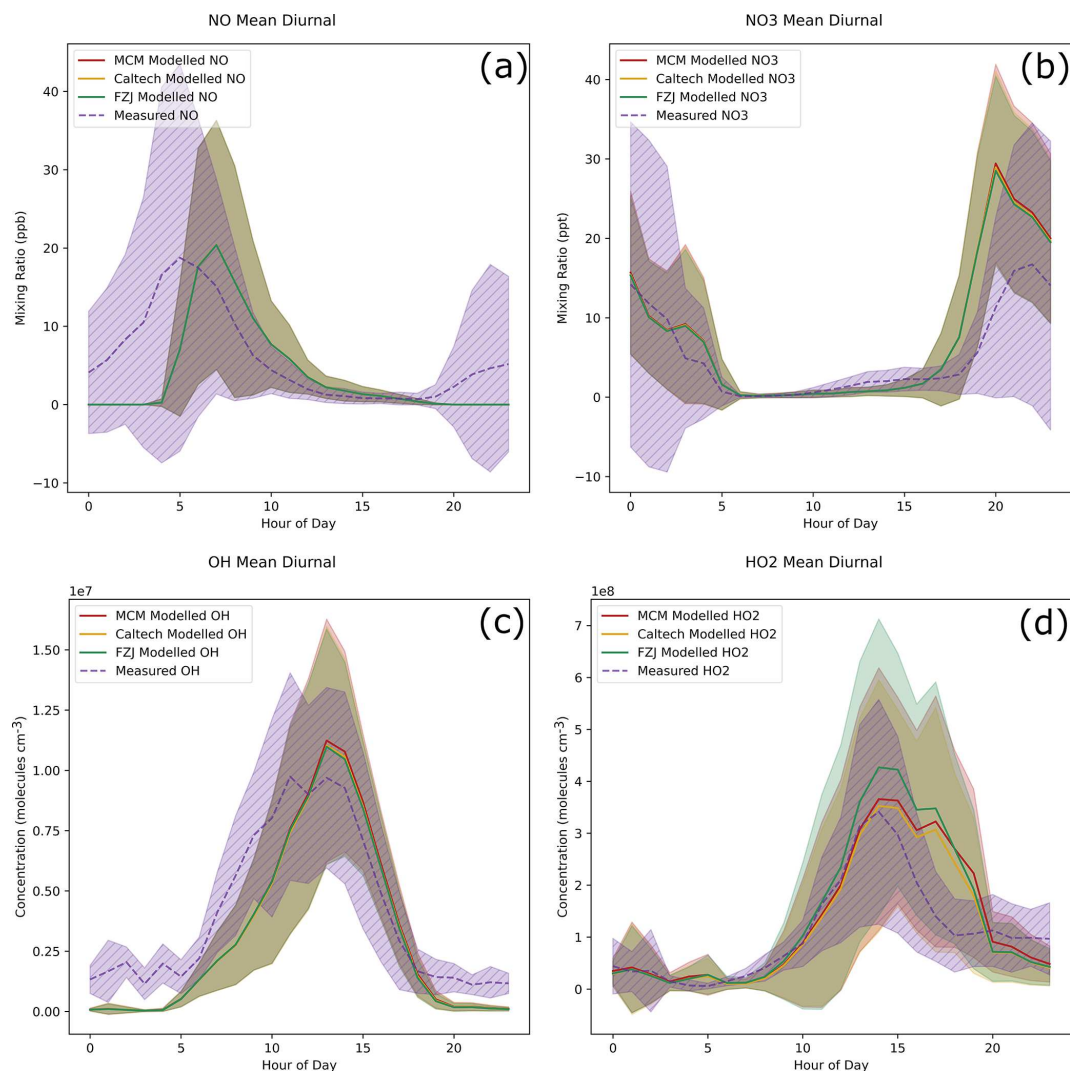 NO Mean Diurnal
(a)
MCM Modelled NO
Caltech Modelled NO
FZJ Modelled NO
Measured NO
Mixing Ratio (ppb)
40
30
20
10
0
−10
0
5
10
15
20
Hour of Day
NO3 Mean Diurnal
(b)
MCM Modelled NO3
Caltech Modelled NO3
FZJ Modelled NO3
Measured NO3
Mixing Ratio (ppt)
40
30
20
10
0
−10
0
5
10
15
20
Hour of Day
OH Mean Diurnal
1e7
(c)
MCM Modelled OH
Caltech Modelled OH
FZJ Modelled OH
Measured OH
Concentration (molecules cm−3)
1.50
1.25
1.00
0.75
0.50
0.25
0.00
0
5
10
15
20
Hour of Day
HO2 Mean Diurnal
1e8
(d)
MCM Modelled HO2
Caltech Modelled HO2
FZJ Modelled HO2
Measured HO2
Concentration (molecules cm−3)
7
6
5
4
3
2
1
0
0
5
10
15
20
Hour of Day